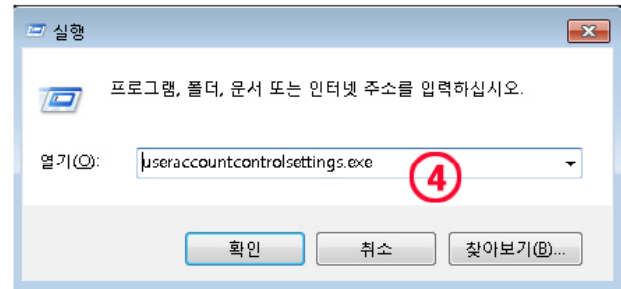 실행
프로그램, 폴더, 문서 또는 인터넷 주소를 입력하십시오.
열기(O): useraccountcontrolsettings.exe
4
확인 취소 찾아보기(B)...